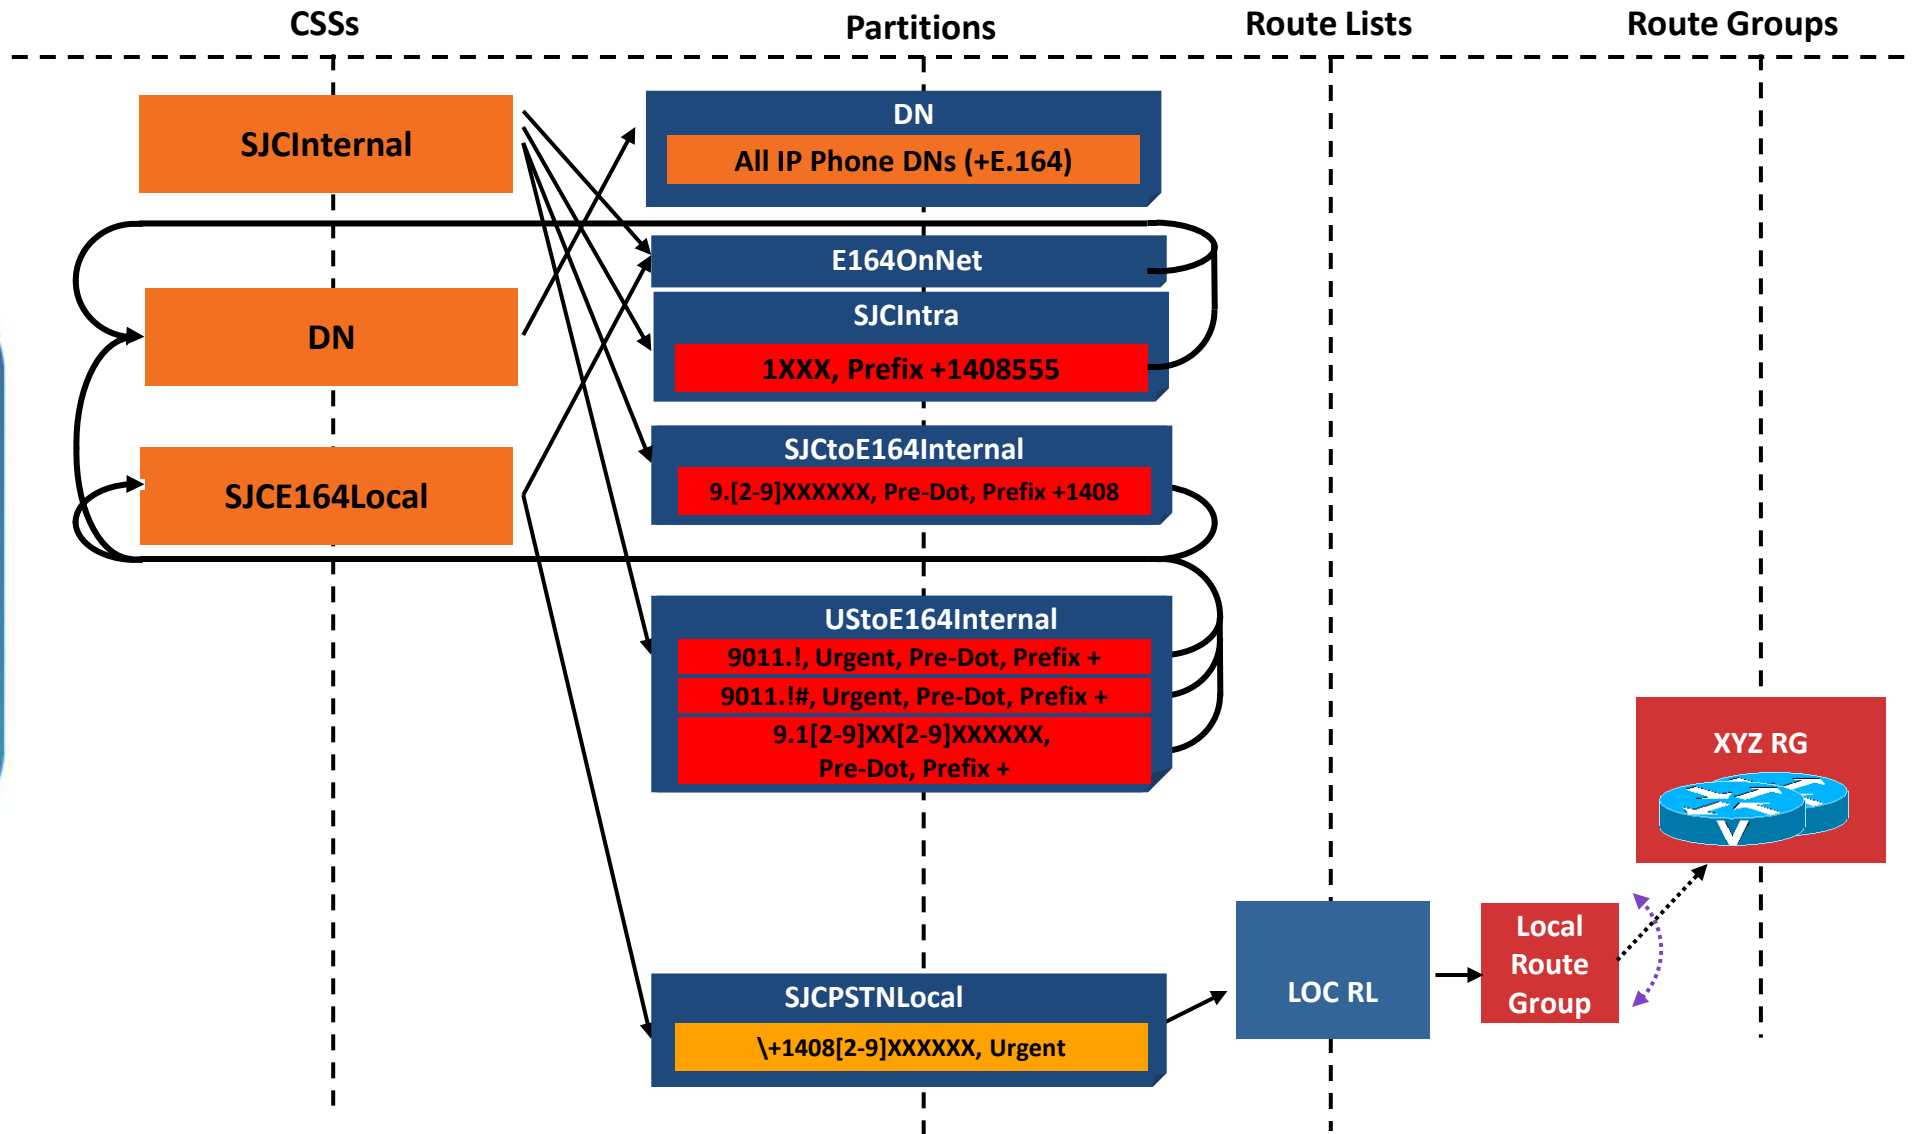 CSSs
Partitions
Route Lists
Route Groups
SJCInternal
DN
SJCE164Local
DN
All IP Phone DNs (+E.164)
E164OnNet
SJCIntra
1XXX, Prefix +1408555
SJCtoE164Internal
9.[2-9]XXXXXX, Pre-Dot, Prefix +1408
UStoE164Internal
9011.!, Urgent, Pre-Dot, Prefix +
9011.!#, Urgent, Pre-Dot, Prefix +
9.1[2-9]XX[2-9]XXXXXX,
Pre-Dot, Prefix +
SJCPSTNLocal
\+1408[2-9]XXXXXX, Urgent
LOC RL
Local
Route
Group
XYZ RG
V